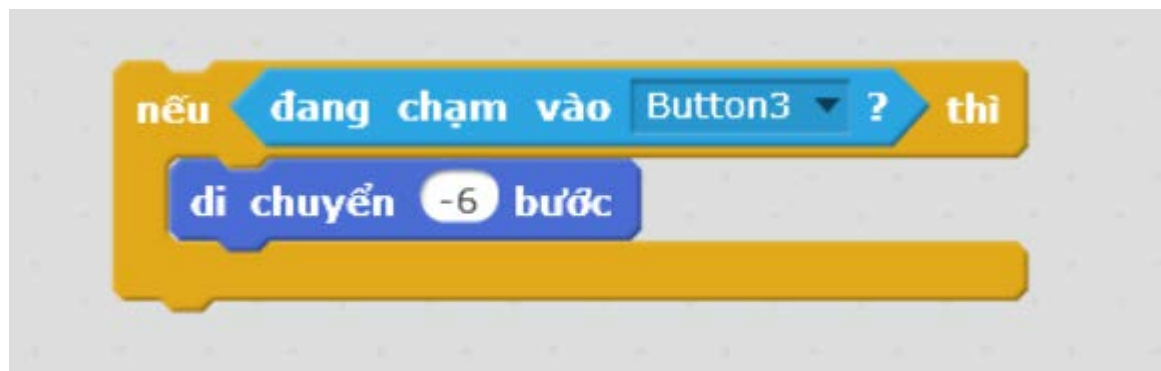 nếu đang chạm vào Button3 ? thì
di chuyển -6 bước